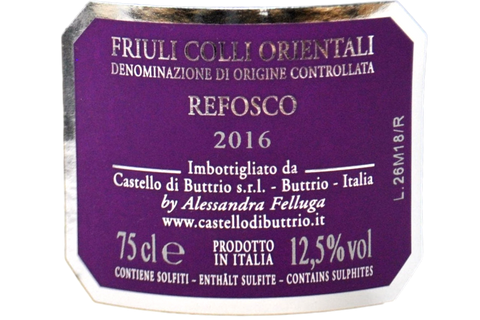 FRIULI COLLI ORIENTALI
DENOMINAZIONE DI ORIGINE CONTROLLATA
REFOSCO
2016
Imbottigliato da
Castello di Buttrio s.r.l. - Buttrio - Italia
by Alessandra Felluga
www.castellodibuttrio.it
75 cl ℮ PRODOTTO IN ITALIA 12,5% vol
CONTIENE SOLFITI - ENTHÄLT SULFITE - CONTAINS SULPHITES
L.26M18/R